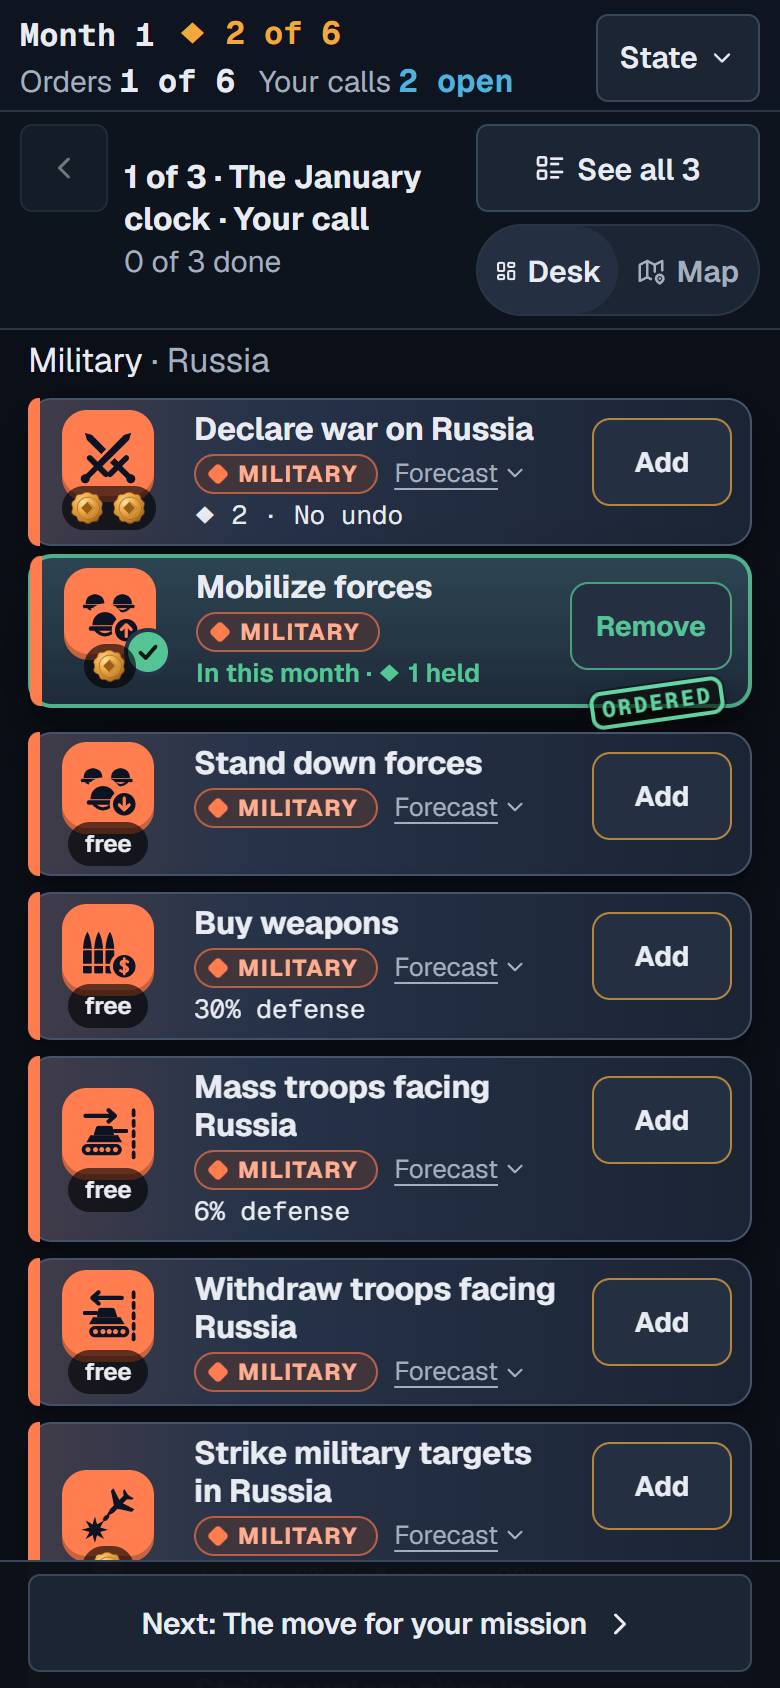 Month 1 ◆ 2 of 6
Orders 1 of 6 Your calls 2 open
State
1 of 3 · The January
clock · Your call
0 of 3 done
See all 3
Desk
Map
Military · Russia
Declare war on Russia
MILITARY Forecast
◆ 2 · No undo
Add
Mobilize forces
MILITARY
In this month · ◆ 1 held
Remove
ORDERED
Stand down forces
MILITARY Forecast
free
Add
Buy weapons
MILITARY Forecast
30% defense
free
Add
Mass troops facing
Russia
MILITARY Forecast
6% defense
free
Add
Withdraw troops facing
Russia
MILITARY Forecast
free
Add
Strike military targets
in Russia
MILITARY Forecast
Add
Next: The move for your mission